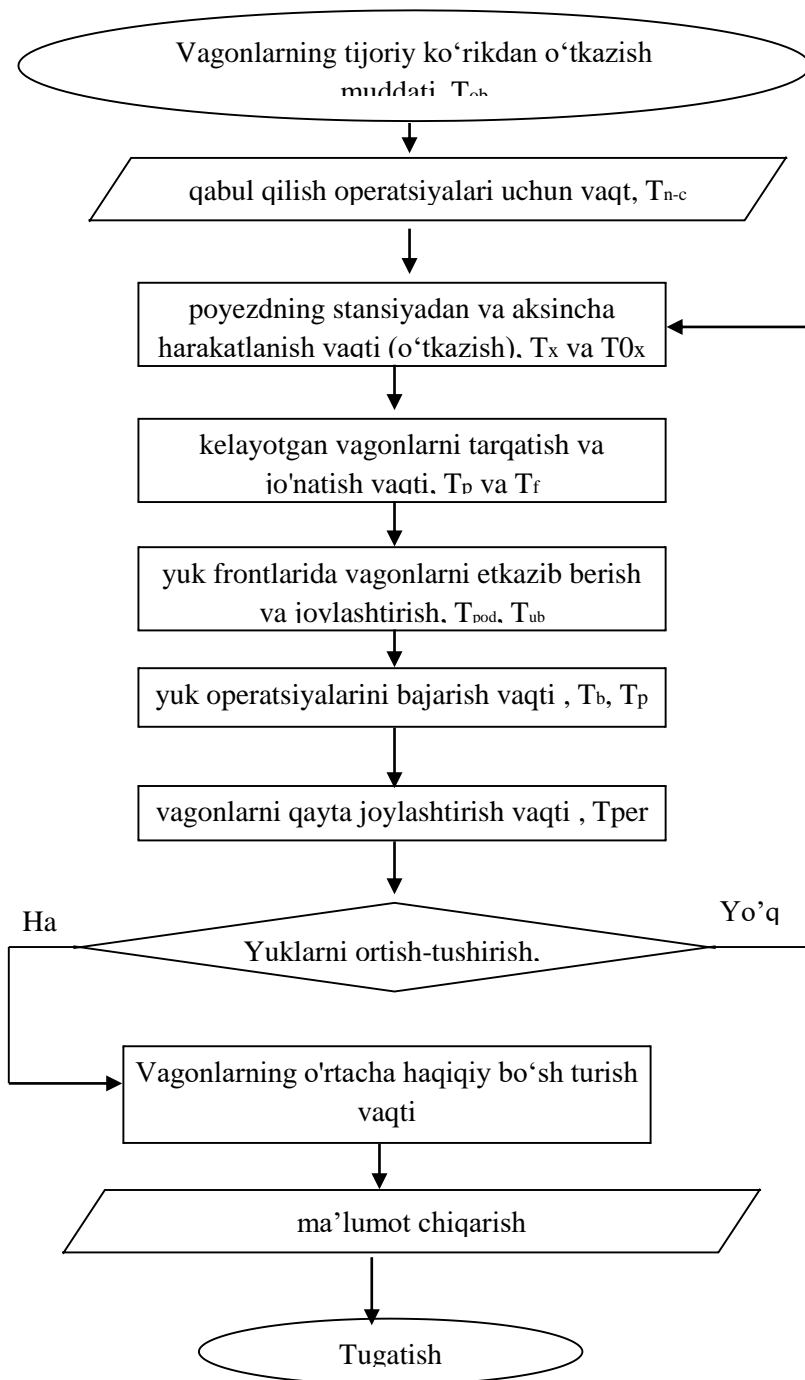 Vagonlarning tijoriy ko‘rikdan o‘tkazish
muddati, Tob
qabul qilish operatsiyalari uchun vaqt, Tn-c
poyezdning stansiyadan va aksincha
harakatlanish vaqti (o‘tkazish), Tx va T0x
kelayotgan vagonlarni tarqatish va
jo'natish vaqti, Tp va Tf
yuk frontlarida vagonlarni etkazib berish
va joylashtirish, Tpod, Tub
yuk operatsiyalarini bajarish vaqti , Tb, Tp
vagonlarni qayta joylashtirish vaqti , Tper
Ha
Yo’q
Yuklarni ortish-tushirish,
Vagonlarning o'rtacha haqiqiy bo‘sh turish
vaqti
ma’lumot chiqarish
Tugatish